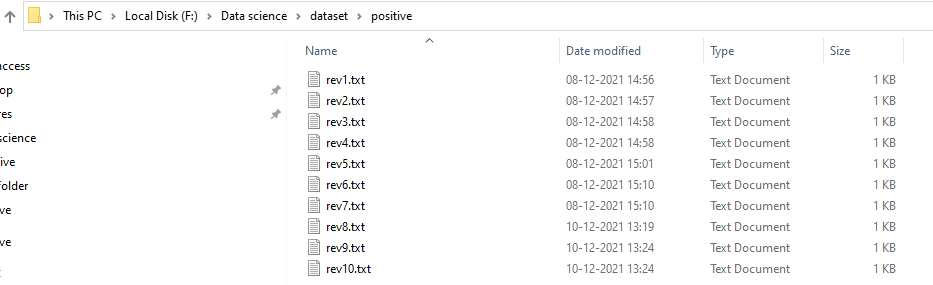 This PC > Local Disk (F:) > Data science > dataset > positive
Name Date modified Type Size
access
op
res
science
ive
folder
ve
ve
rev1.txt 08-12-2021 14:56 Text Document 1 KB
rev2.txt 08-12-2021 14:57 Text Document 1 KB
rev3.txt 08-12-2021 14:58 Text Document 1 KB
rev4.txt 08-12-2021 14:58 Text Document 1 KB
rev5.txt 08-12-2021 15:01 Text Document 1 KB
rev6.txt 08-12-2021 15:10 Text Document 1 KB
rev7.txt 08-12-2021 15:10 Text Document 1 KB
rev8.txt 10-12-2021 13:19 Text Document 1 KB
rev9.txt 10-12-2021 13:24 Text Document 1 KB
rev10.txt 10-12-2021 13:24 Text Document 1 KB